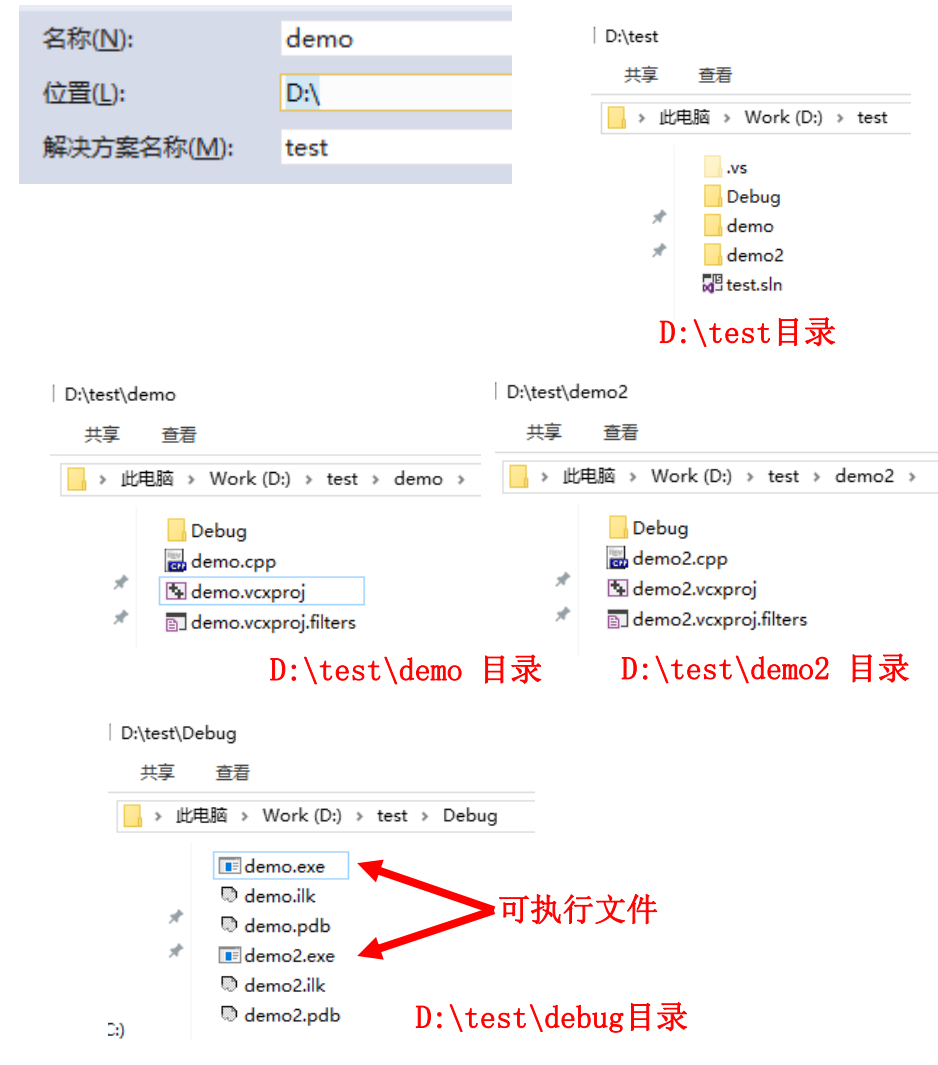 名称(N): demo
位置(L): D:\
解决方案名称(M): test
D:\test
共享 查看
此电脑 > Work (D:) > test
.vs
Debug
demo
demo2
test.sln
D:\test目录
D:\test\demo
共享 查看
> 此电脑 > Work (D:) > test > demo >
Debug
demo.cpp
demo.vcxproj
demo.vcxproj.filters
D:\test\demo 目录
D:\test\demo2
共享 查看
> 此电脑 > Work (D:) > test > demo2 >
Debug
demo2.cpp
demo2.vcxproj
demo2.vcxproj.filters
D:\test\demo2 目录
D:\test\Debug
共享 查看
> 此电脑 > Work (D:) > test > Debug
demo.exe
demo.ilk
demo.pdb
demo2.exe
demo2.ilk
demo2.pdb
可执行文件
D:\test\debug目录
C:)